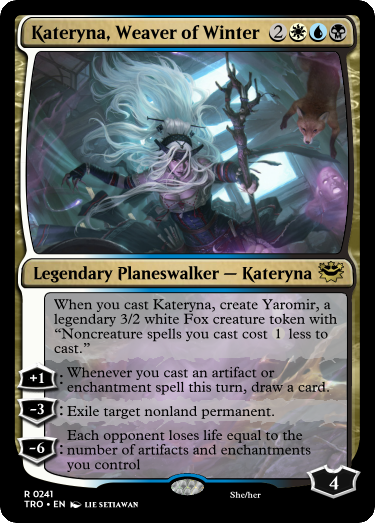 Kateryna, Weaver of Winter 2
Legendary Planeswalker — Kateryna
When you cast Kateryna, create Yaromir, a
legendary 3/2 white Fox creature token with
“Noncreature spells you cast cost 1 less to
cast.”
+1: Whenever you cast an artifact or
enchantment spell this turn, draw a card.
-3: Exile target nonland permanent.
Each opponent loses life equal to the
-6: number of artifacts and enchantments
you control
4
R 0241
TRO • EN LIE SETIAWAN
She/her